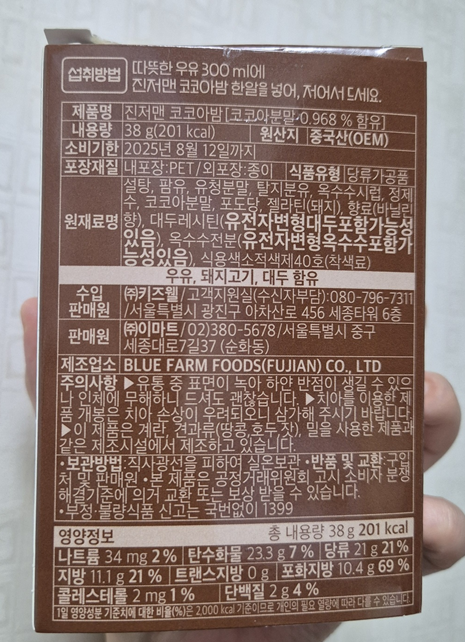 섭취방법 따뜻한 우유 300 ml에
진저맨 코코아밤 한알을 넣어, 저어서 드세요.
제품명 진저맨 코코아밤[코코아분말 0.968 % 함유]
내용량 38 g(201 kcal) 원산지 중국산(OEM)
소비기한 2025년 8월 12일까지
포장재질 내포장:PET/외포장:종이 식품유형 당류가공품
원재료명 설탕, 팜유, 유청분말, 탈지분유, 옥수수시럽, 정제
수, 코코아분말, 포도당, 젤라틴(돼지), 향료(바닐린
향), 대두레시틴(유전자변형대두포함가능성
있음), 옥수수전분(유전자변형옥수수포함가
능성있음), 식용색소적색제40호(착색료)
우유, 돼지고기, 대두 함유
수입판매원 ㈜키즈웰/고객지원실(수신자부담):080-796-7311
/서울특별시 광진구 아차산로 456 세종타워 6층
판매원 ㈜이마트/02)380-5678/서울특별시 중구
세종대로7길37 (순화동)
제조업소 BLUE FARM FOODS(FUJIAN) CO., LTD
주의사항 ▶유통 중 표면이 녹아 하얀 반점이 생길 수 있으
나 인체에 무해하니 드셔도 괜찮습니다. ▶치아를 이용한 제
품 개봉은 치아 손상이 우려되오니 삼가해 주시기 바랍니다.
▶이 제품은 계란, 견과류(땅콩,호두,잣), 밀을 사용한 제품과
같은 제조시설에서 제조하고 있습니다.
•보관방법:직사광선을 피하여 실온보관 •반품 및 교환:구입
처 및 판매원 •본 제품은 공정거래위원회 고시 소비자 분쟁
해결기준에 의거 교환 또는 보상 받을 수 있습니다.
•부정·불량식품 신고는 국번없이 1399
영양정보 총 내용량 38 g 201 kcal
나트륨 34 mg 2 % 탄수화물 23.3 g 7 % 당류 21 g 21 %
지방 11.1 g 21 % 트랜스지방 0 g 포화지방 10.4 g 69 %
콜레스테롤 2 mg 1 % 단백질 2 g 4 %
1일 영양성분 기준치에 대한 비율(%)은 2,000 kcal 기준이므로 개인의 필요 열량에 따라 다를 수 있습니다.